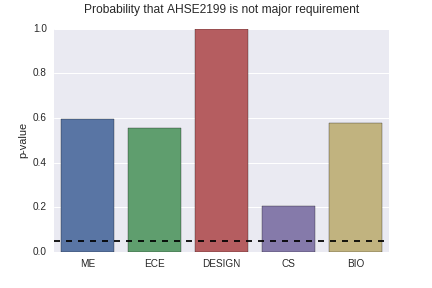 Probability that AHSE2199 is not major requirement
1.0
0.8
0.6
0.4
0.2
0.0
p-value
ME ECE DESIGN CS BIO